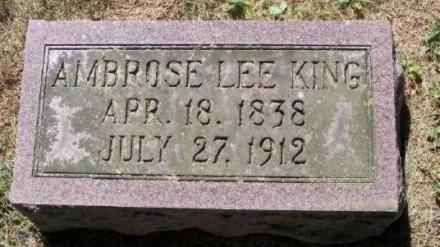 AMBROSE LEE KING
APR. 18. 1838
JULY 27. 1912